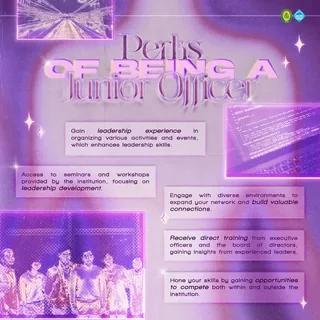 Perks
OF BEING A
Junior Officer
Gain leadership experience in
organizing various activities and events,
which enhances leadership skills.
Access to seminars and workshops
provided by the institution, focusing on
leadership development.
Engage with diverse environments to
expand your network and build valuable
connections.
Receive direct training from executive
officers and the board of directors,
gaining insights from experienced leaders.
Hone your skills by gaining opportunities
to compete both within and outside the
institution.